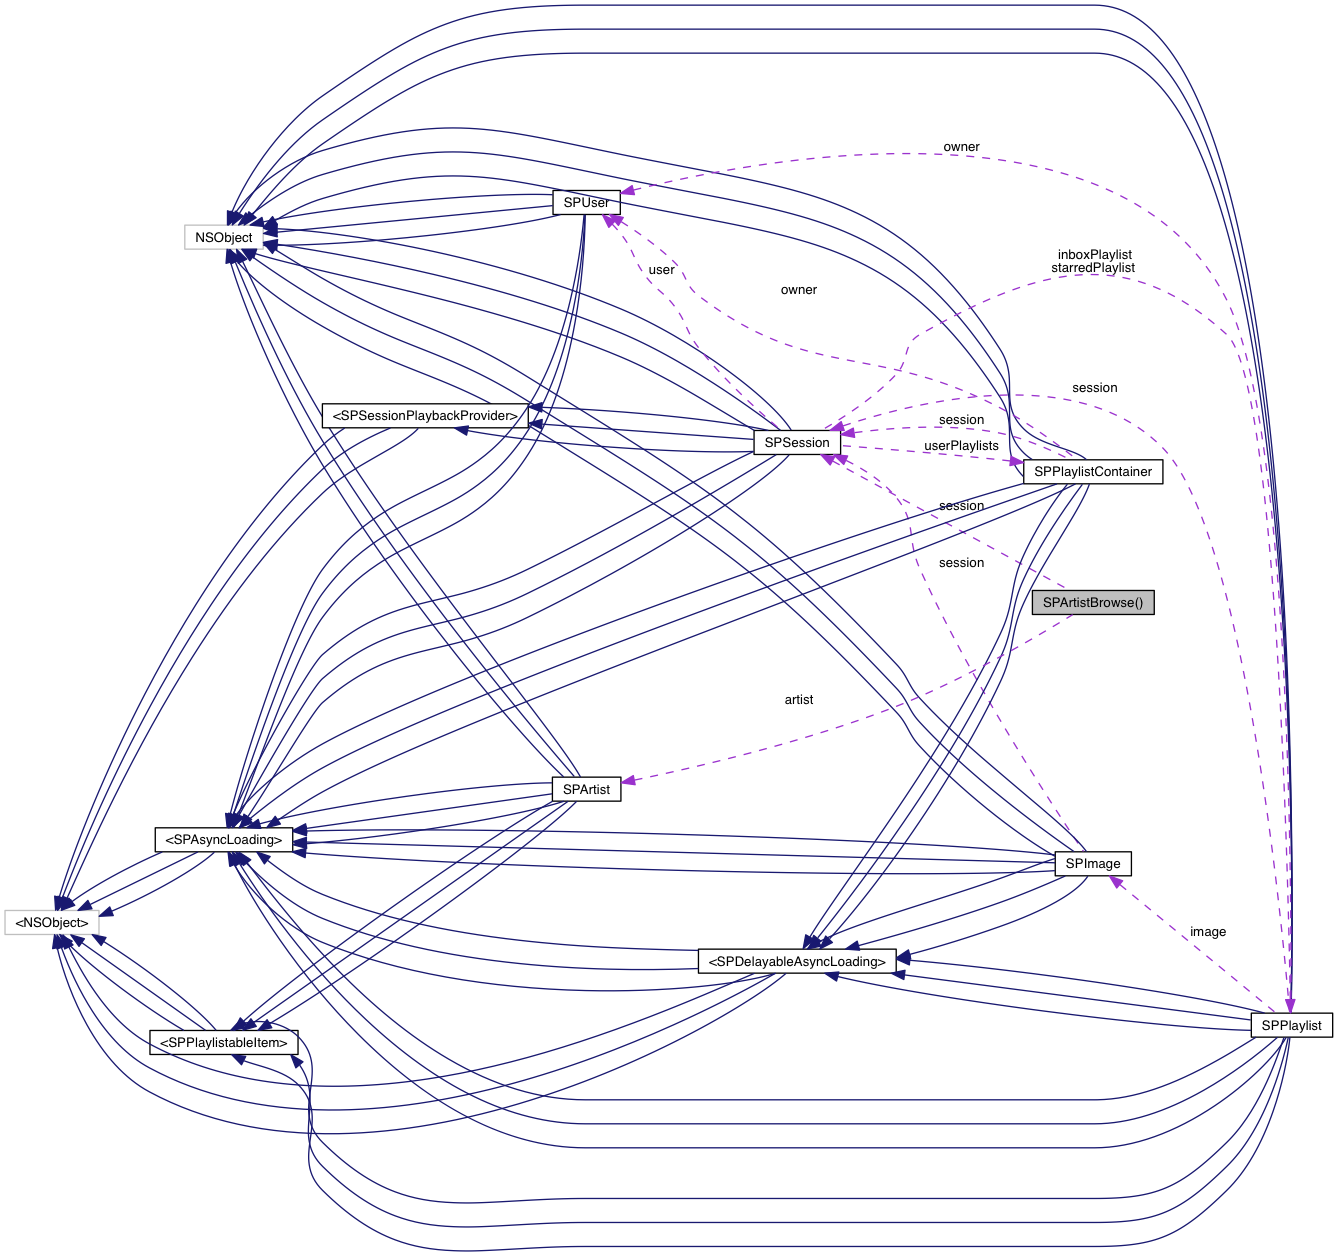 owner
SPUser
NSObject
inboxPlaylist
starredPlaylist
user
owner
session
<SPSessionPlaybackProvider>
session
SPSession
userPlaylists
SPPlaylistContainer
session
session
SPArtistBrowse()
artist
SPArtist
<SPAsyncLoading>
SPImage
<NSObject>
image
<SPDelayableAsyncLoading>
SPPlaylist
<SPPlaylistableItem>